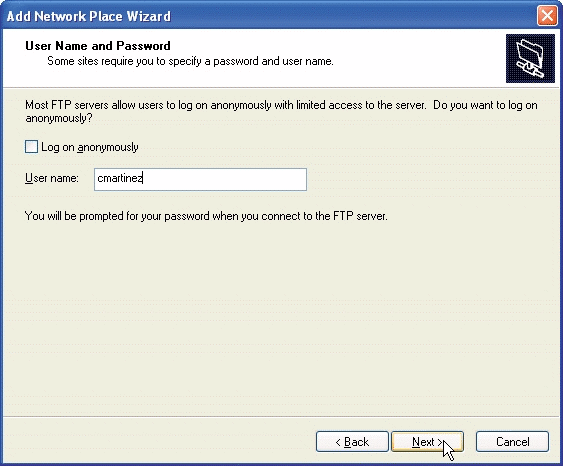 Add Network Place Wizard
User Name and Password
Some sites require you to specify a password and user name.
Most FTP servers allow users to log on anonymously with limited access to the server. Do you want to log on
anonymously?
Log on anonymously
User name: cmartinez
You will be prompted for your password when you connect to the FTP server.
< Back Next > Cancel